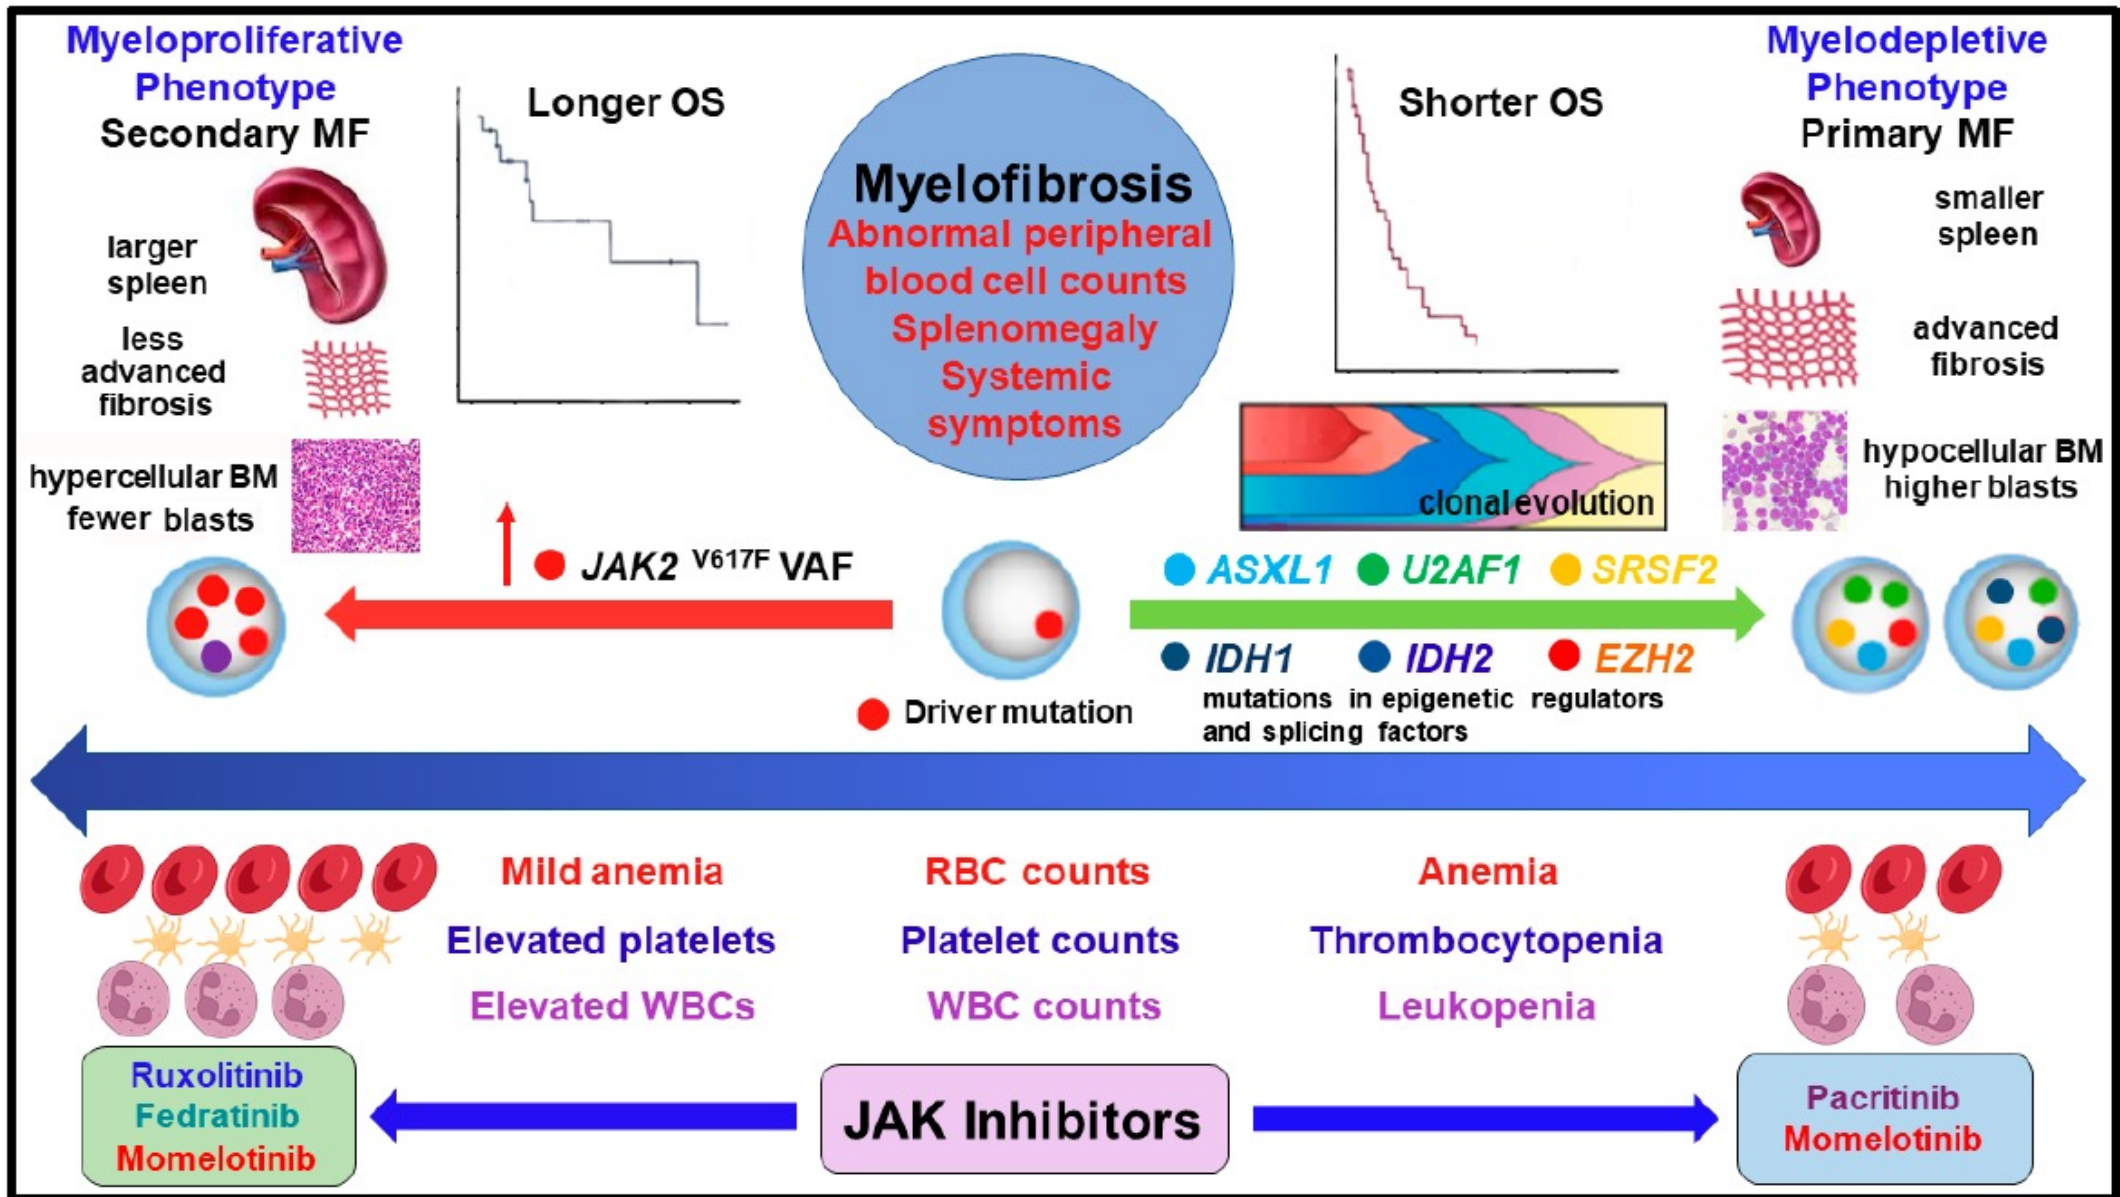 Myeloproliferative
Phenotype
Secondary MF
larger
spleen
less
advanced
fibrosis
hypercellular BM
fewer blasts
Longer OS
Myelofibrosis
Abnormal peripheral
blood cell counts
Splenomegaly
Systemic
symptoms
Shorter OS
clonal evolution
Myelodepletive
Phenotype
Primary MF
smaller
spleen
advanced
fibrosis
hypocellular BM
higher blasts
JAK2 V617F VAF
Driver mutation
ASXL1 U2AF1 SRSF2
IDH1 IDH2 EZH2
mutations in epigenetic regulators
and splicing factors
Mild anemia RBC counts Anemia
Elevated platelets Platelet counts Thrombocytopenia
Elevated WBCs WBC counts Leukopenia
Ruxolitinib
Fedratinib
Momelotinib
JAK Inhibitors
Pacritinib
Momelotinib